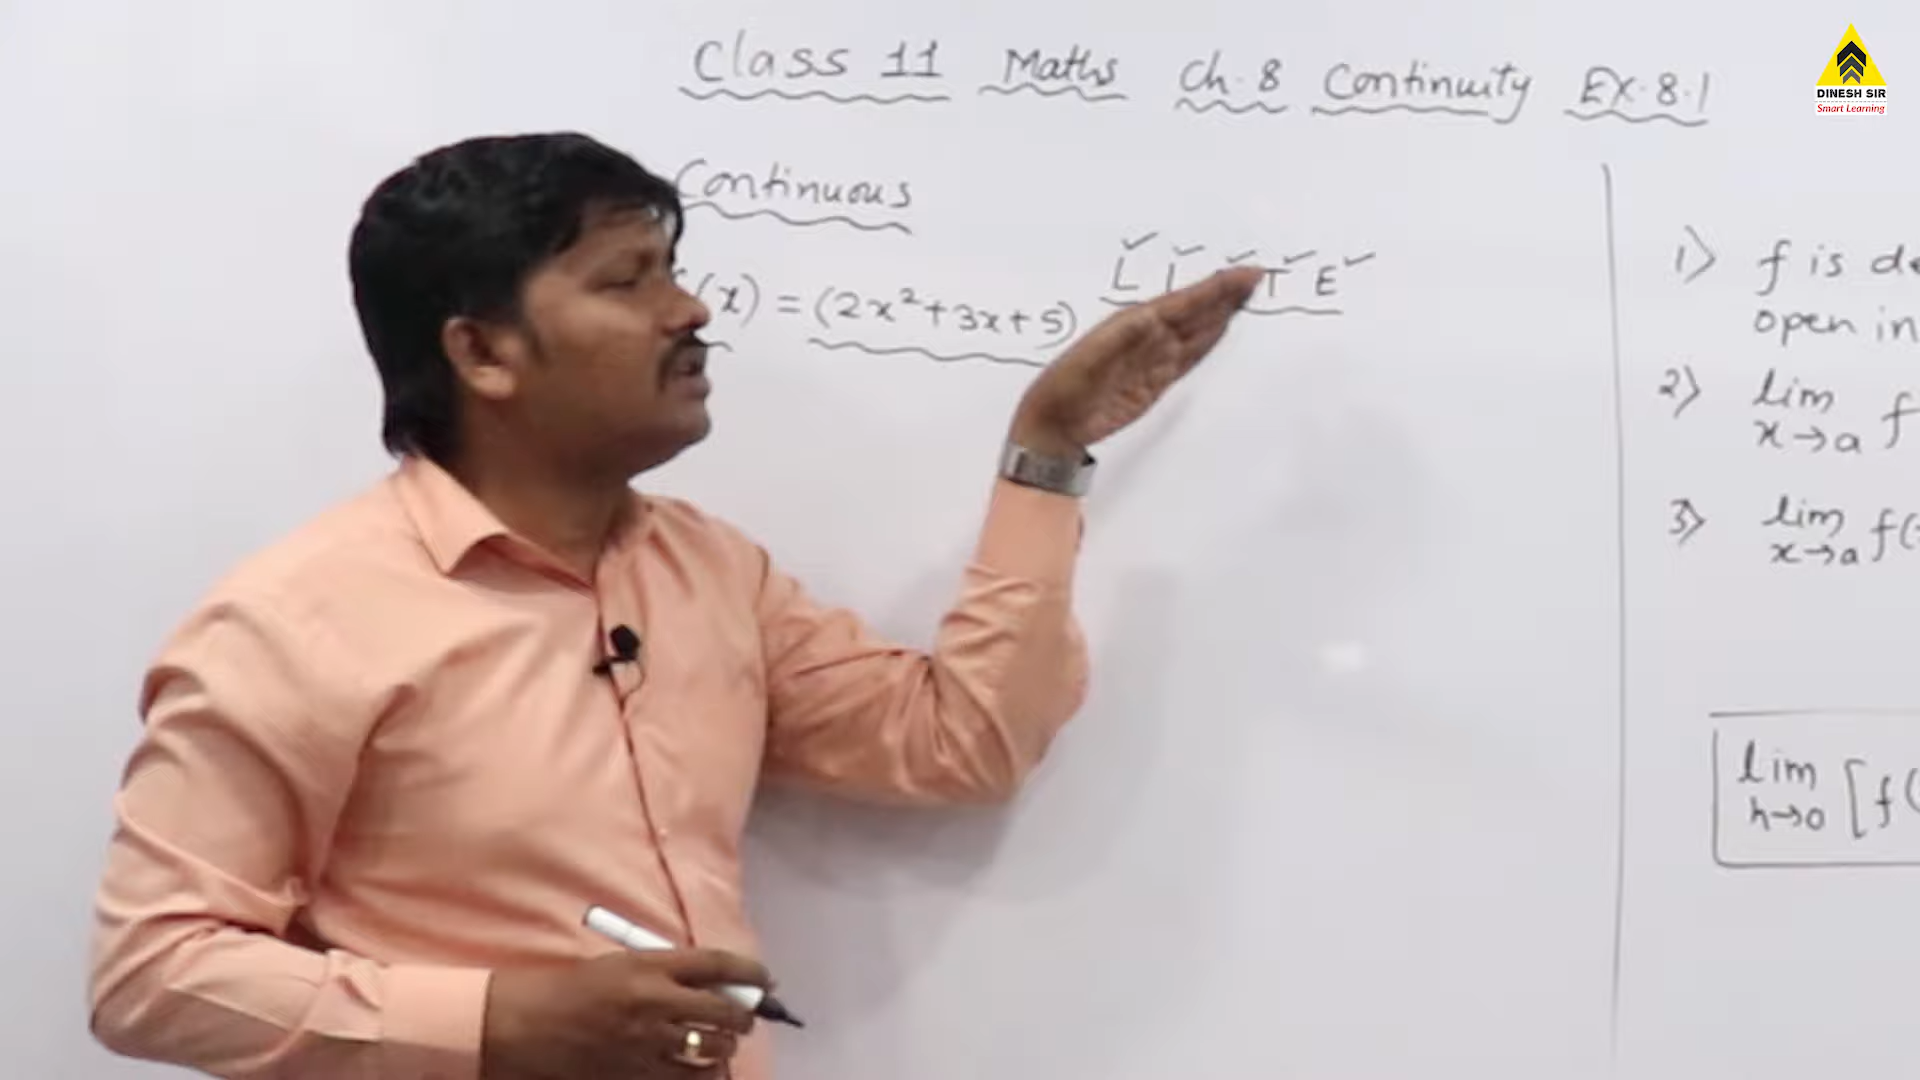 Class 11 Maths Ch. 8 Continuity Ex. 8.1
DINESH SIR
Smart Learning
Continuous
(x) = (2x²+3x+5)
L I T E
1) f is de
open in
2) lim f
x→a
3) lim f(
x→a
lim [f(
h→0